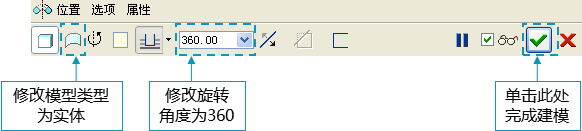 位置 选项 属性
360.00
修改模型类型
为实体
修改旋转
角度为360
单击此处
完成建模